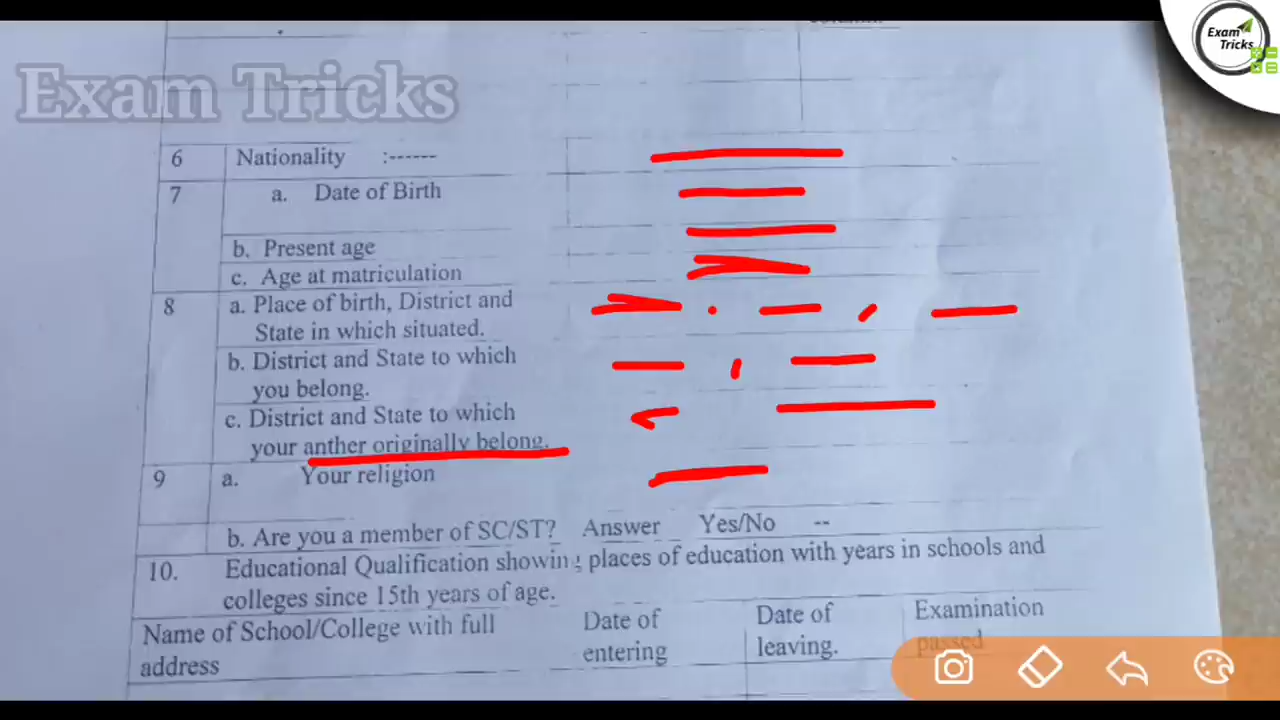 Exam
Tricks
Exam Tricks
6 Nationality :------
7 a. Date of Birth
b. Present age
c. Age at matriculation
8 a. Place of birth, District and
State in which situated.
b. District and State to which
you belong.
c. District and State to which
your anther originally belong.
9 a. Your religion
b. Are you a member of SC/ST? Answer Yes/No --
10. Educational Qualification showing places of education with years in schools and
colleges since 15th years of age.
Name of School/College with full
address
Date of
entering
Date of
leaving.
Examination
passed